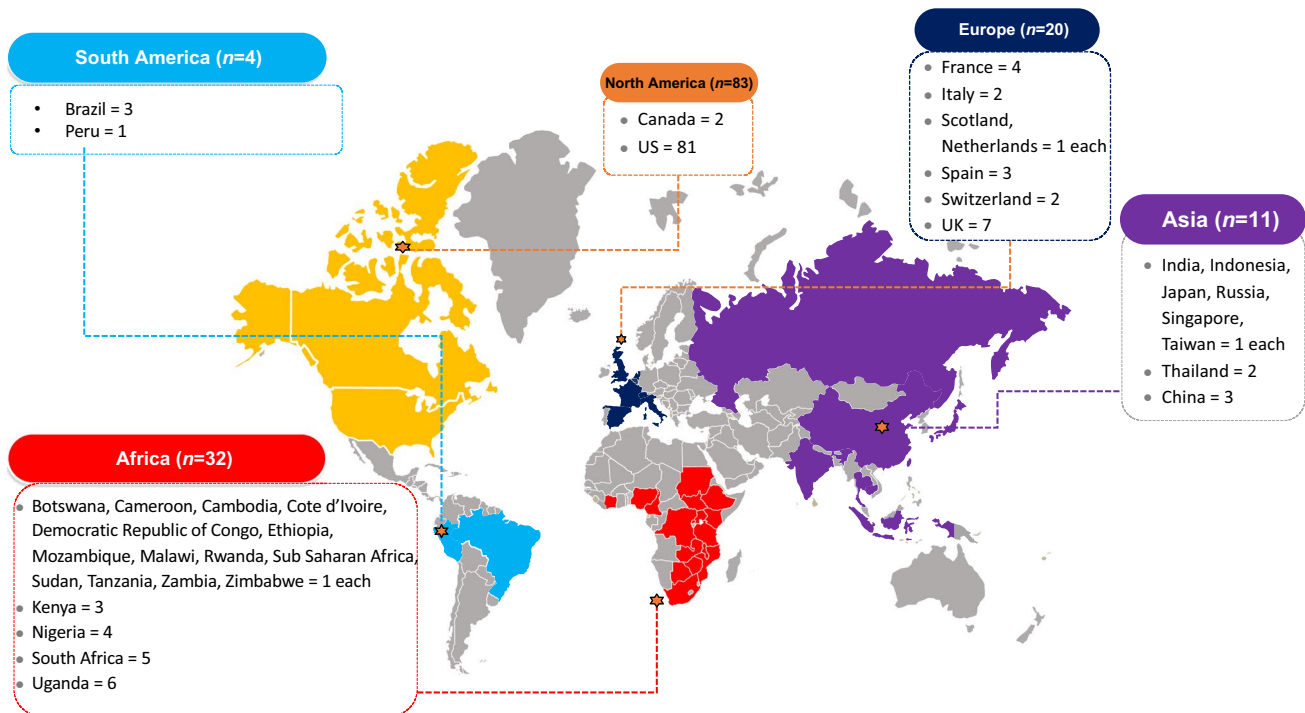 South America (n=4)
• Brazil = 3
• Peru = 1
North America (n=83)
• Canada = 2
• US = 81
Europe (n=20)
• France = 4
• Italy = 2
• Scotland,
Netherlands = 1 each
• Spain = 3
• Switzerland = 2
• UK = 7
Asia (n=11)
• India, Indonesia,
Japan, Russia,
Singapore,
Taiwan = 1 each
• Thailand = 2
• China = 3
Africa (n=32)
• Botswana, Cameroon, Cambodia, Cote d’Ivoire,
Democratic Republic of Congo, Ethiopia,
Mozambique, Malawi, Rwanda, Sub Saharan Africa,
Sudan, Tanzania, Zambia, Zimbabwe = 1 each
• Kenya = 3
• Nigeria = 4
• South Africa = 5
• Uganda = 6